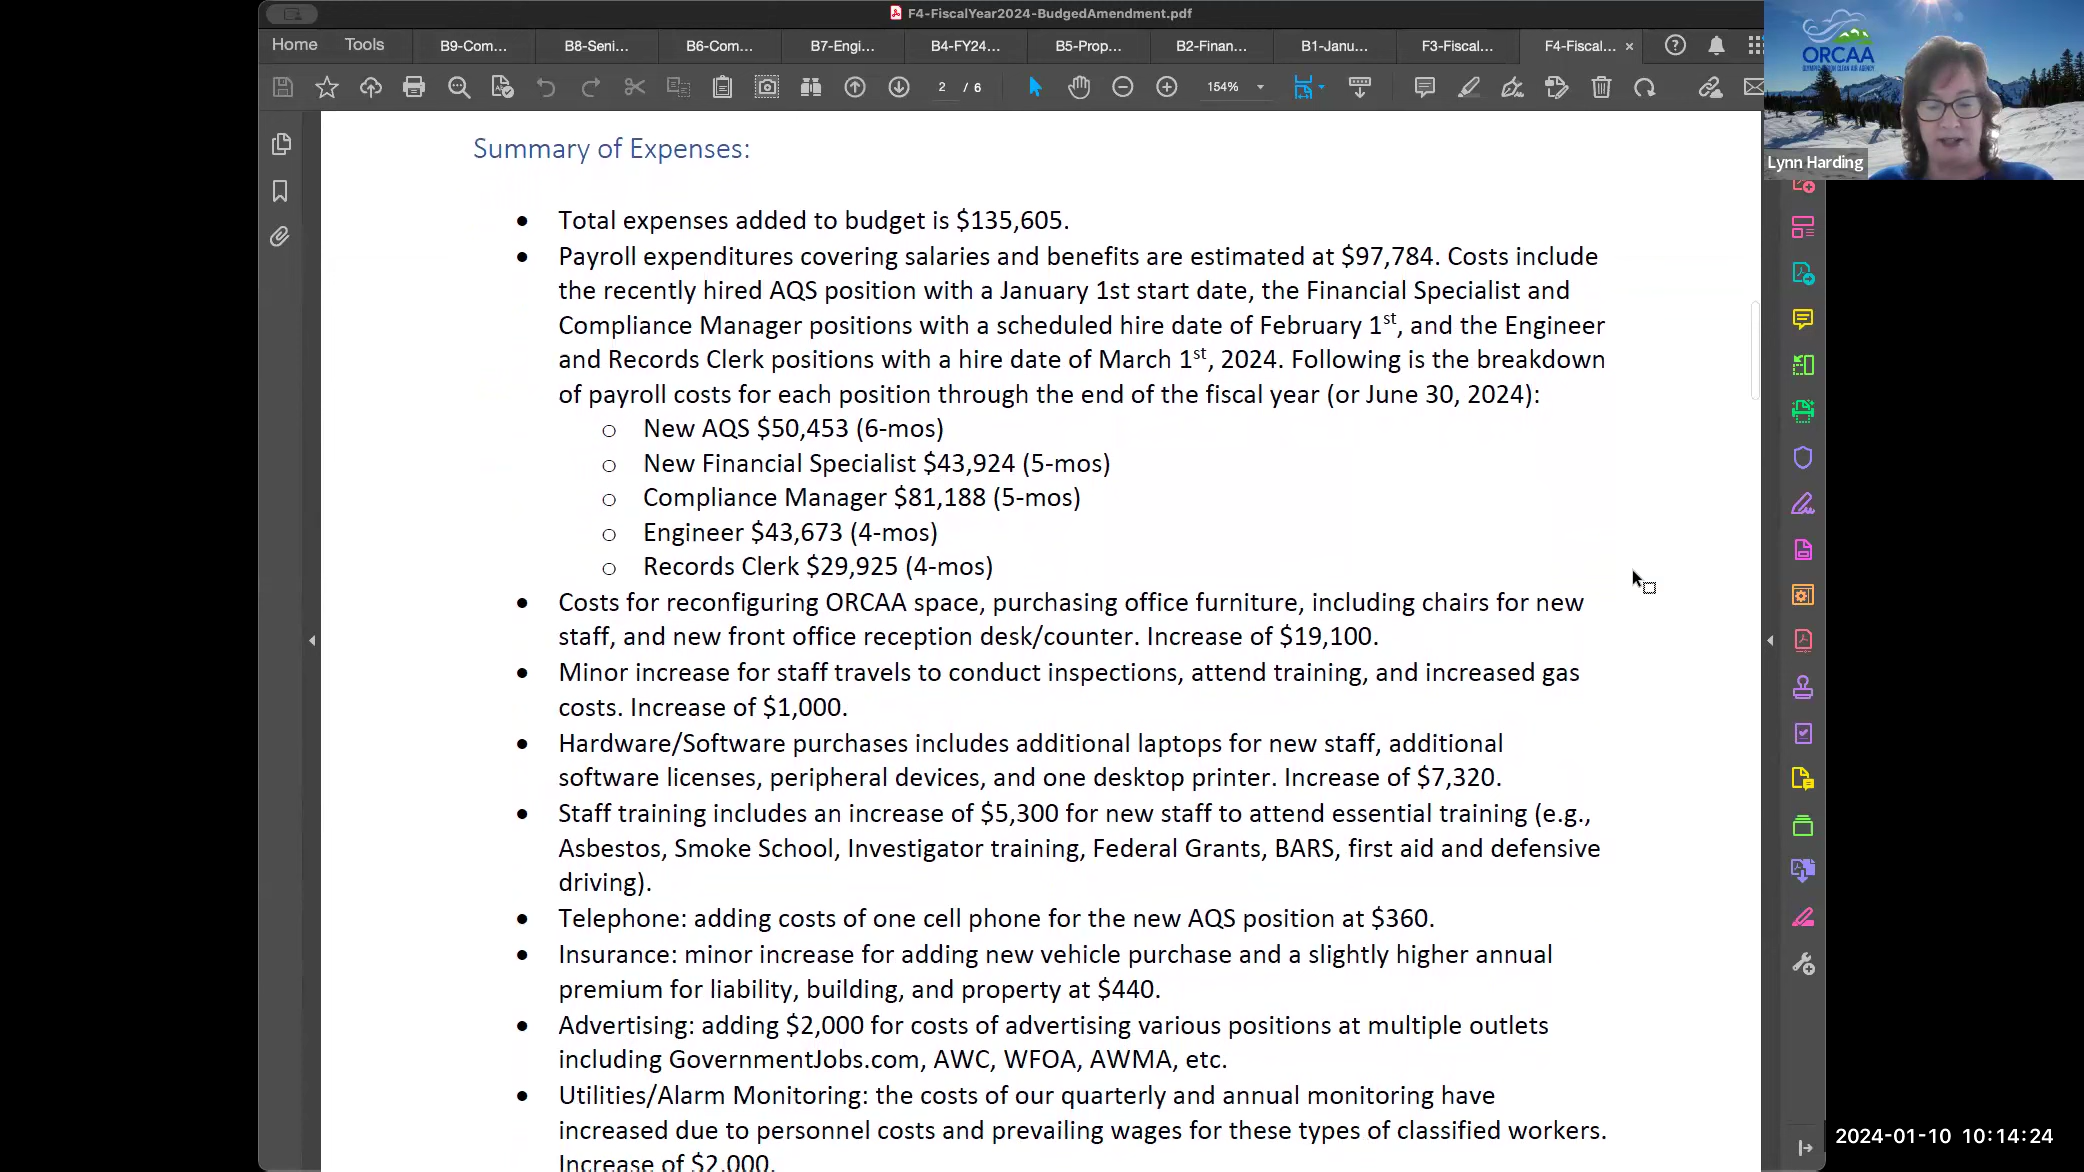 F4-FiscalYear2024-BudgedAmendment.pdf
Home Tools B9-Com... B8-Seni... B6-Com... B7-Engi... B4-FY24... B5-Prop... B2-Finan... B1-Janu... F3-Fiscal... F4-Fiscal... ×
2 / 6 154%
ORCAA
Lynn Harding
Summary of Expenses:
• Total expenses added to budget is $135,605.
• Payroll expenditures covering salaries and benefits are estimated at $97,784. Costs include
the recently hired AQS position with a January 1st start date, the Financial Specialist and
Compliance Manager positions with a scheduled hire date of February 1st, and the Engineer
and Records Clerk positions with a hire date of March 1st, 2024. Following is the breakdown
of payroll costs for each position through the end of the fiscal year (or June 30, 2024):
o New AQS $50,453 (6-mos)
o New Financial Specialist $43,924 (5-mos)
o Compliance Manager $81,188 (5-mos)
o Engineer $43,673 (4-mos)
o Records Clerk $29,925 (4-mos)
• Costs for reconfiguring ORCAA space, purchasing office furniture, including chairs for new
staff, and new front office reception desk/counter. Increase of $19,100.
• Minor increase for staff travels to conduct inspections, attend training, and increased gas
costs. Increase of $1,000.
• Hardware/Software purchases includes additional laptops for new staff, additional
software licenses, peripheral devices, and one desktop printer. Increase of $7,320.
• Staff training includes an increase of $5,300 for new staff to attend essential training (e.g.,
Asbestos, Smoke School, Investigator training, Federal Grants, BARS, first aid and defensive
driving).
• Telephone: adding costs of one cell phone for the new AQS position at $360.
• Insurance: minor increase for adding new vehicle purchase and a slightly higher annual
premium for liability, building, and property at $440.
• Advertising: adding $2,000 for costs of advertising various positions at multiple outlets
including GovernmentJobs.com, AWC, WFOA, AWMA, etc.
• Utilities/Alarm Monitoring: the costs of our quarterly and annual monitoring have
increased due to personnel costs and prevailing wages for these types of classified workers.
Increase of $2,000.
2024-01-10 10:14:24